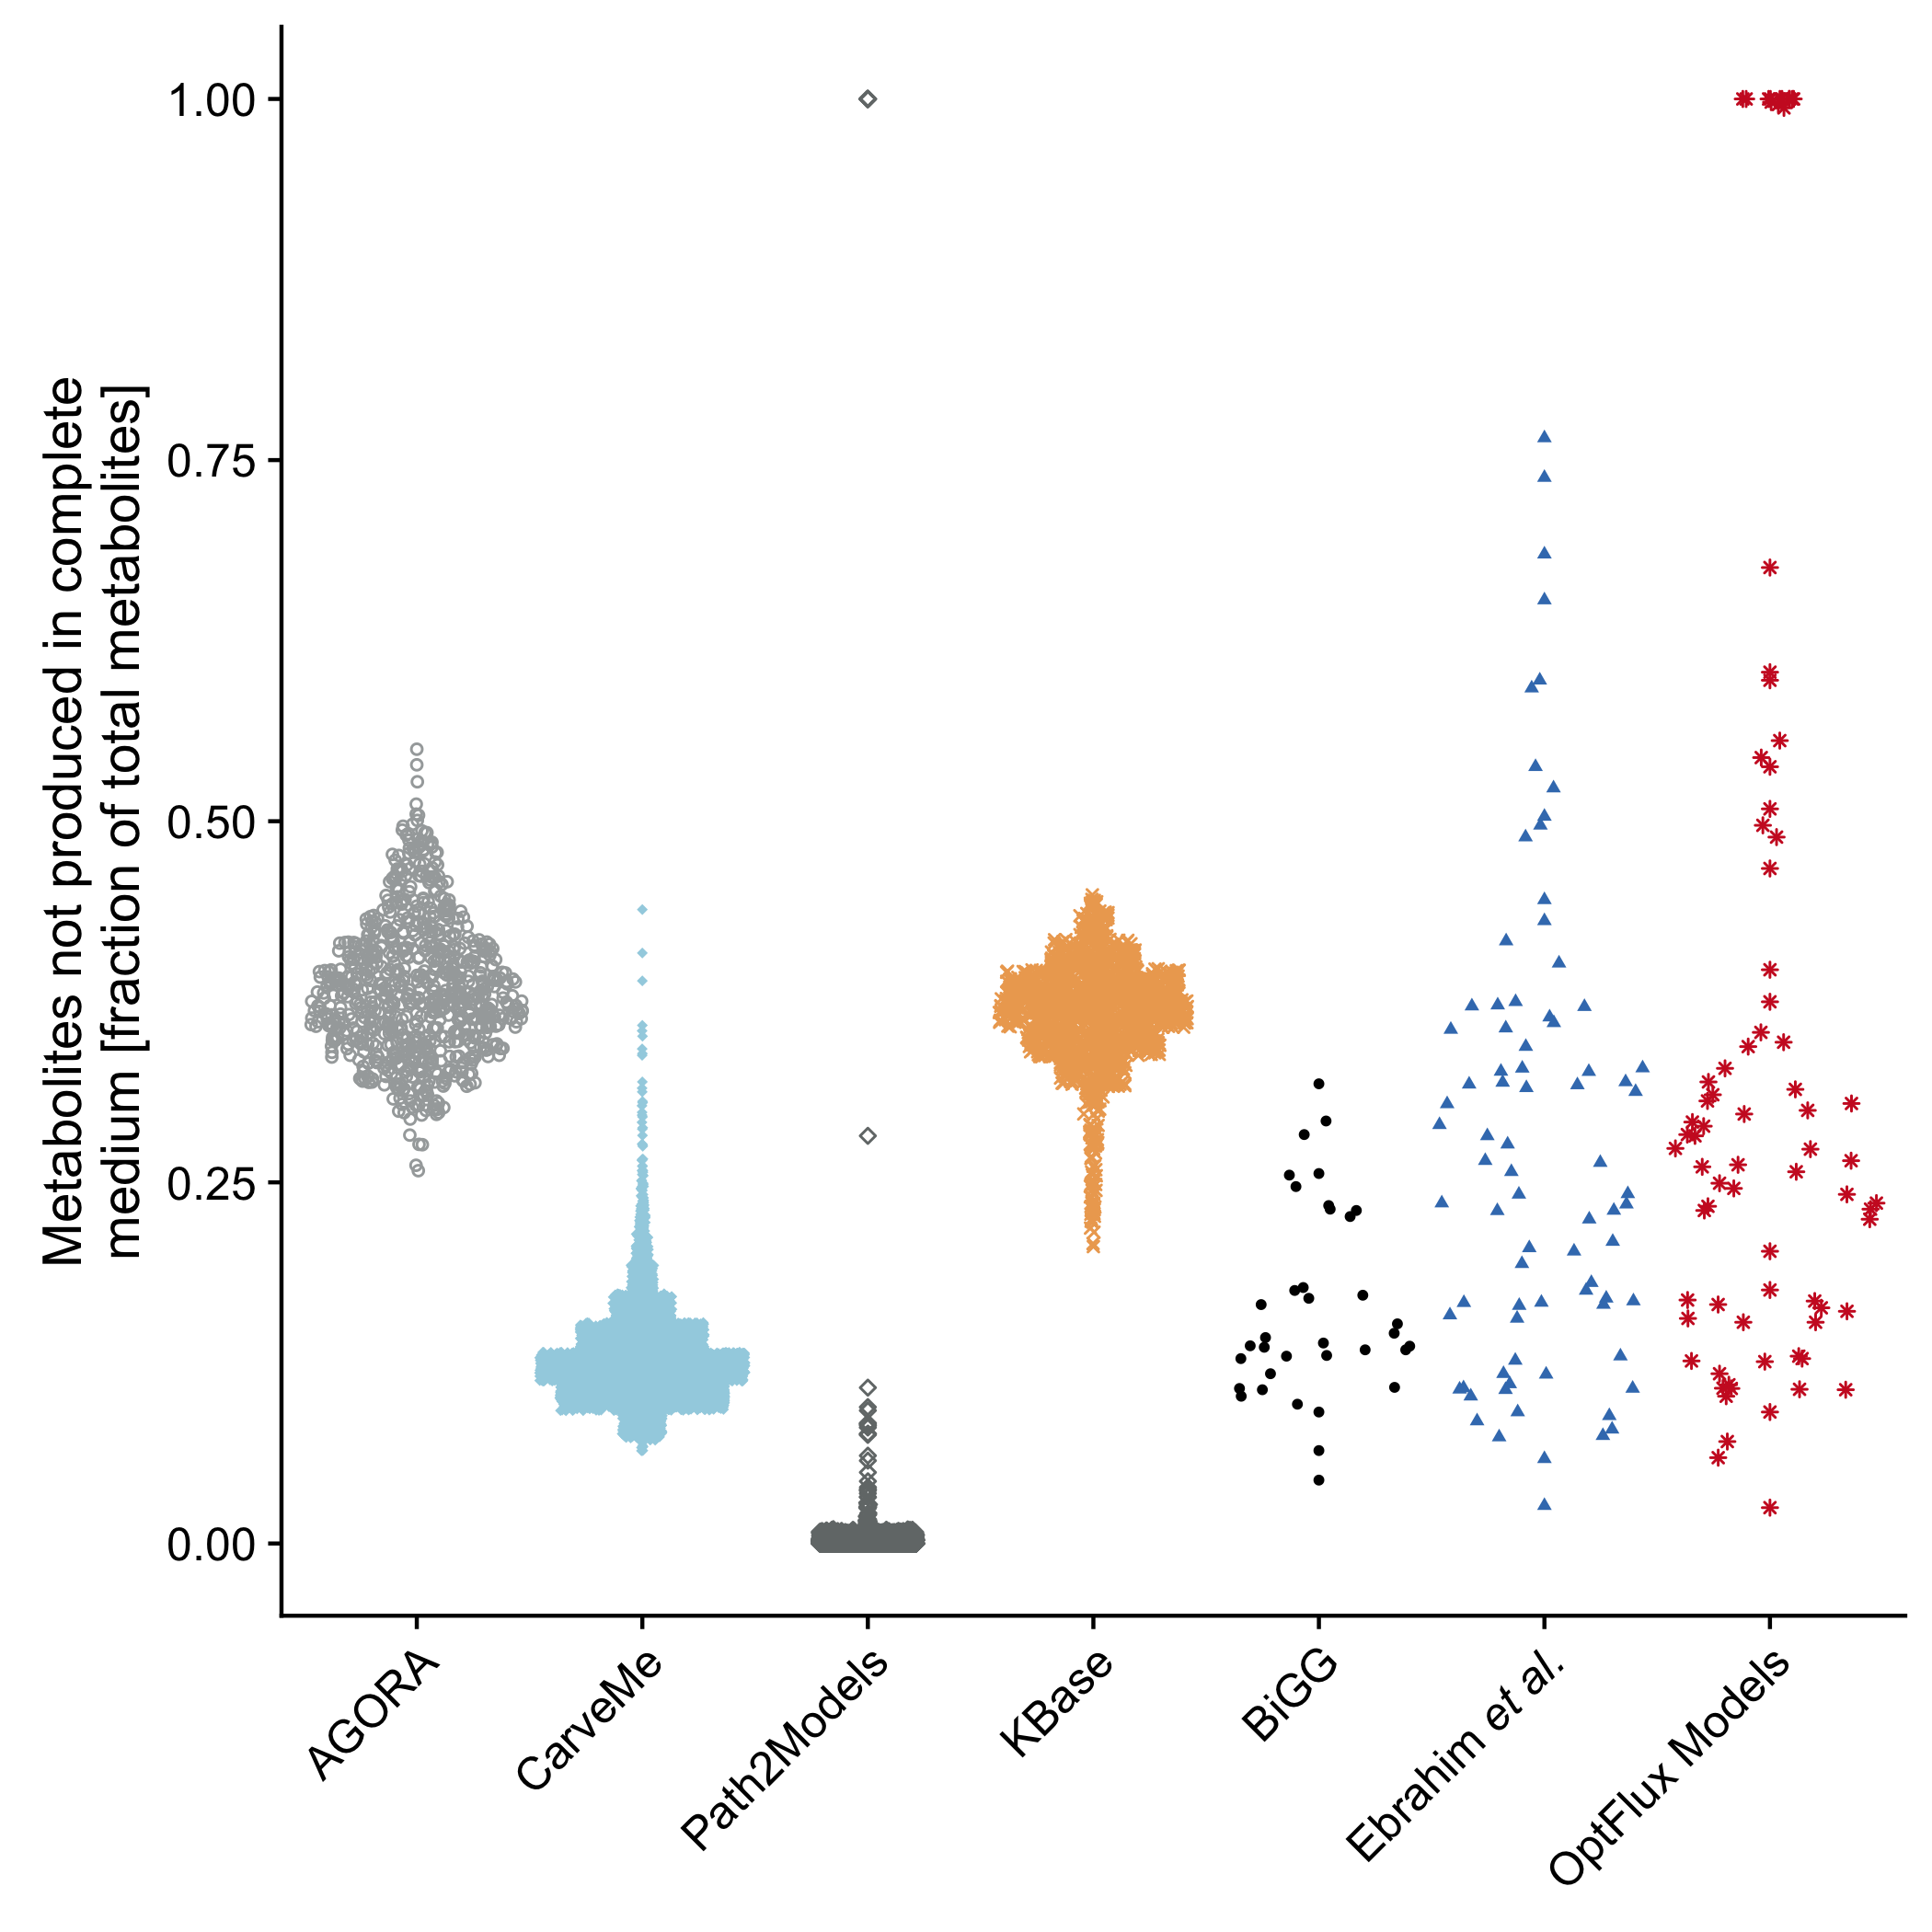 Metabolites not produced in complete
medium [fraction of total metabolites]
1.00
0.75
0.50
0.25
0.00
AGORA
CarveMe
Path2Models
KBase
BiGG
Ebrahim et al.
OptFlux Models